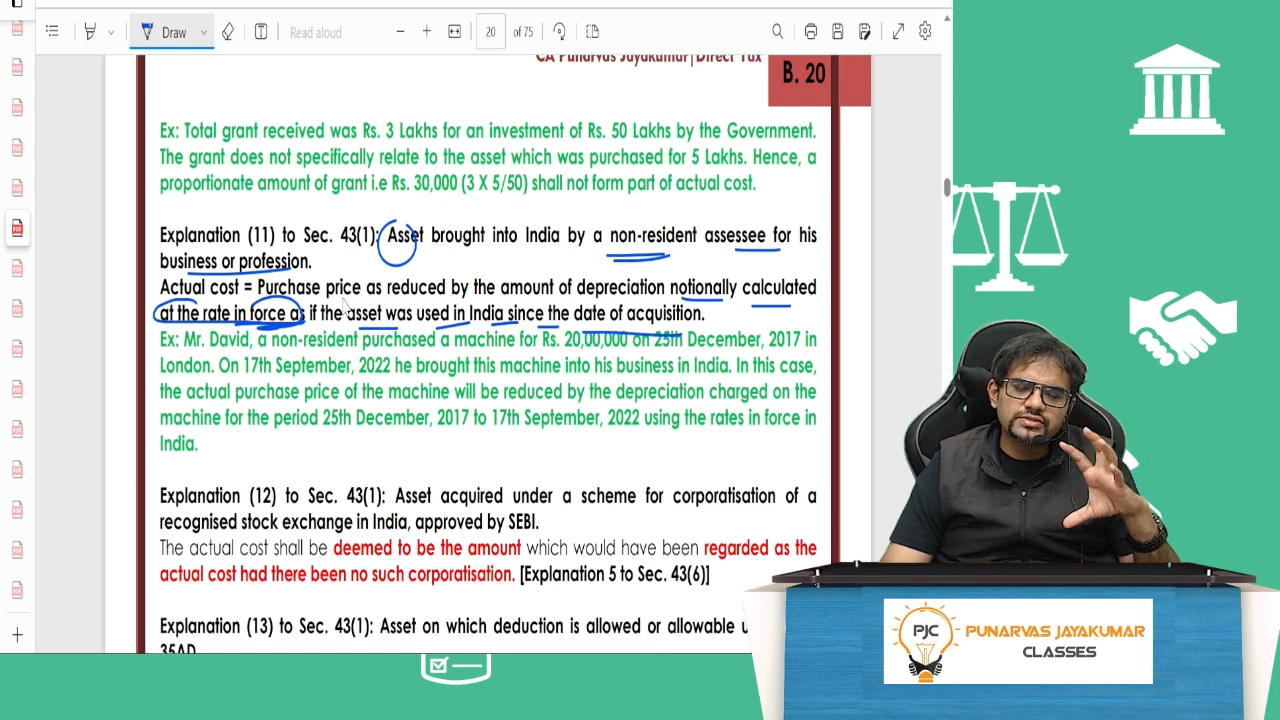 Draw
Read aloud
20
of 75
CA Punarvas Jayakumar|Direct Tax
B. 20
Ex: Total grant received was Rs. 3 Lakhs for an investment of Rs. 50 Lakhs by the Government.
The grant does not specifically relate to the asset which was purchased for 5 Lakhs. Hence, a
proportionate amount of grant i.e Rs. 30,000 (3 X 5/50) shall not form part of actual cost.
Explanation (11) to Sec. 43(1): Asset brought into India by a non-resident assessee for his
business or profession.
Actual cost = Purchase price as reduced by the amount of depreciation notionally calculated
at the rate in force as if the asset was used in India since the date of acquisition.
Ex: Mr. David, a non-resident purchased a machine for Rs. 20,00,000 on 25th December, 2017 in
London. On 17th September, 2022 he brought this machine into his business in India. In this case,
the actual purchase price of the machine will be reduced by the depreciation charged on the
machine for the period 25th December, 2017 to 17th September, 2022 using the rates in force in
India.
Explanation (12) to Sec. 43(1): Asset acquired under a scheme for corporatisation of a
recognised stock exchange in India, approved by SEBI.
The actual cost shall be deemed to be the amount which would have been regarded as the
actual cost had there been no such corporatisation. [Explanation 5 to Sec. 43(6)]
Explanation (13) to Sec. 43(1): Asset on which deduction is allowed or allowable
35AD
PJC
PUNARVAS JAYAKUMAR
CLASSES